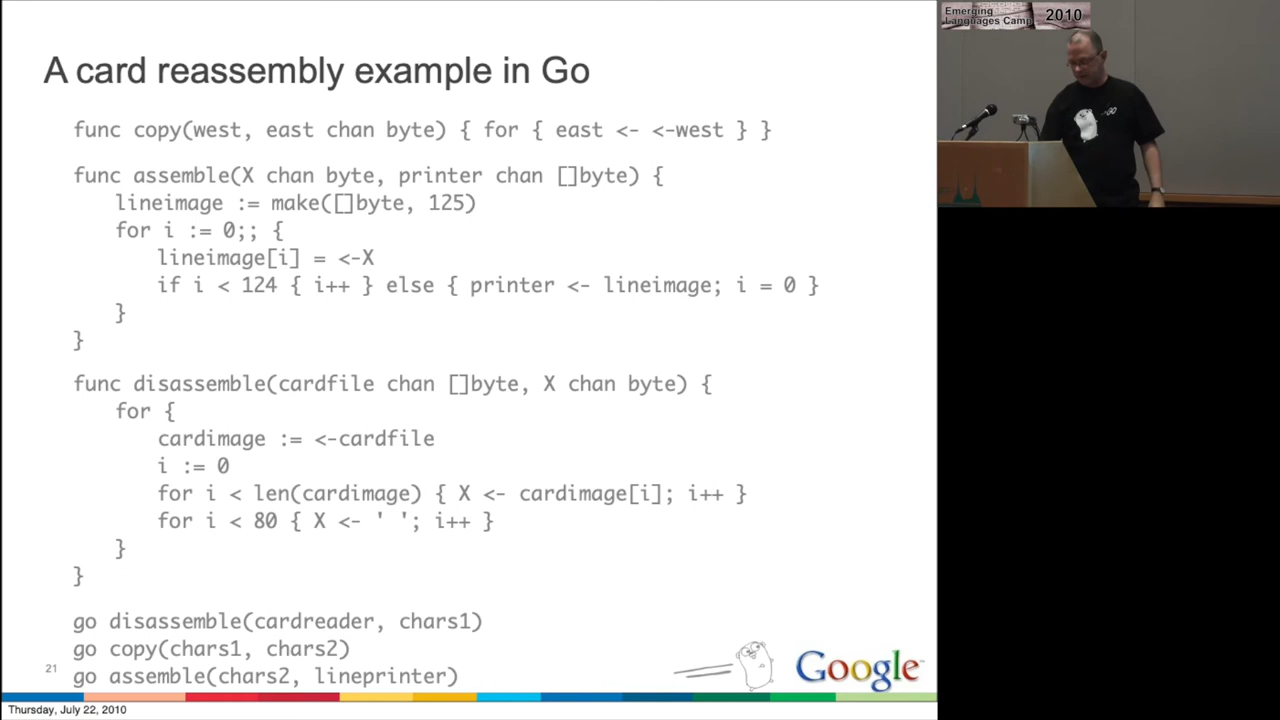 A card reassembly example in Go
func copy(west, east chan byte) { for { east <- <-west } }
func assemble(X chan byte, printer chan []byte) {
lineimage := make([]byte, 125)
for i := 0;; {
lineimage[i] = <-X
if i < 124 { i++ } else { printer <- lineimage; i = 0 }
}
}
func disassemble(cardfile chan []byte, X chan byte) {
for {
cardimage := <-cardfile
i := 0
for i < len(cardimage) { X <- cardimage[i]; i++ }
for i < 80 { X <- ' '; i++ }
}
}
go disassemble(cardreader, chars1)
go copy(chars1, chars2)
go assemble(chars2, lineprinter)
21
Google
Thursday, July 22, 2010
Emerging
Languages Camp
2010